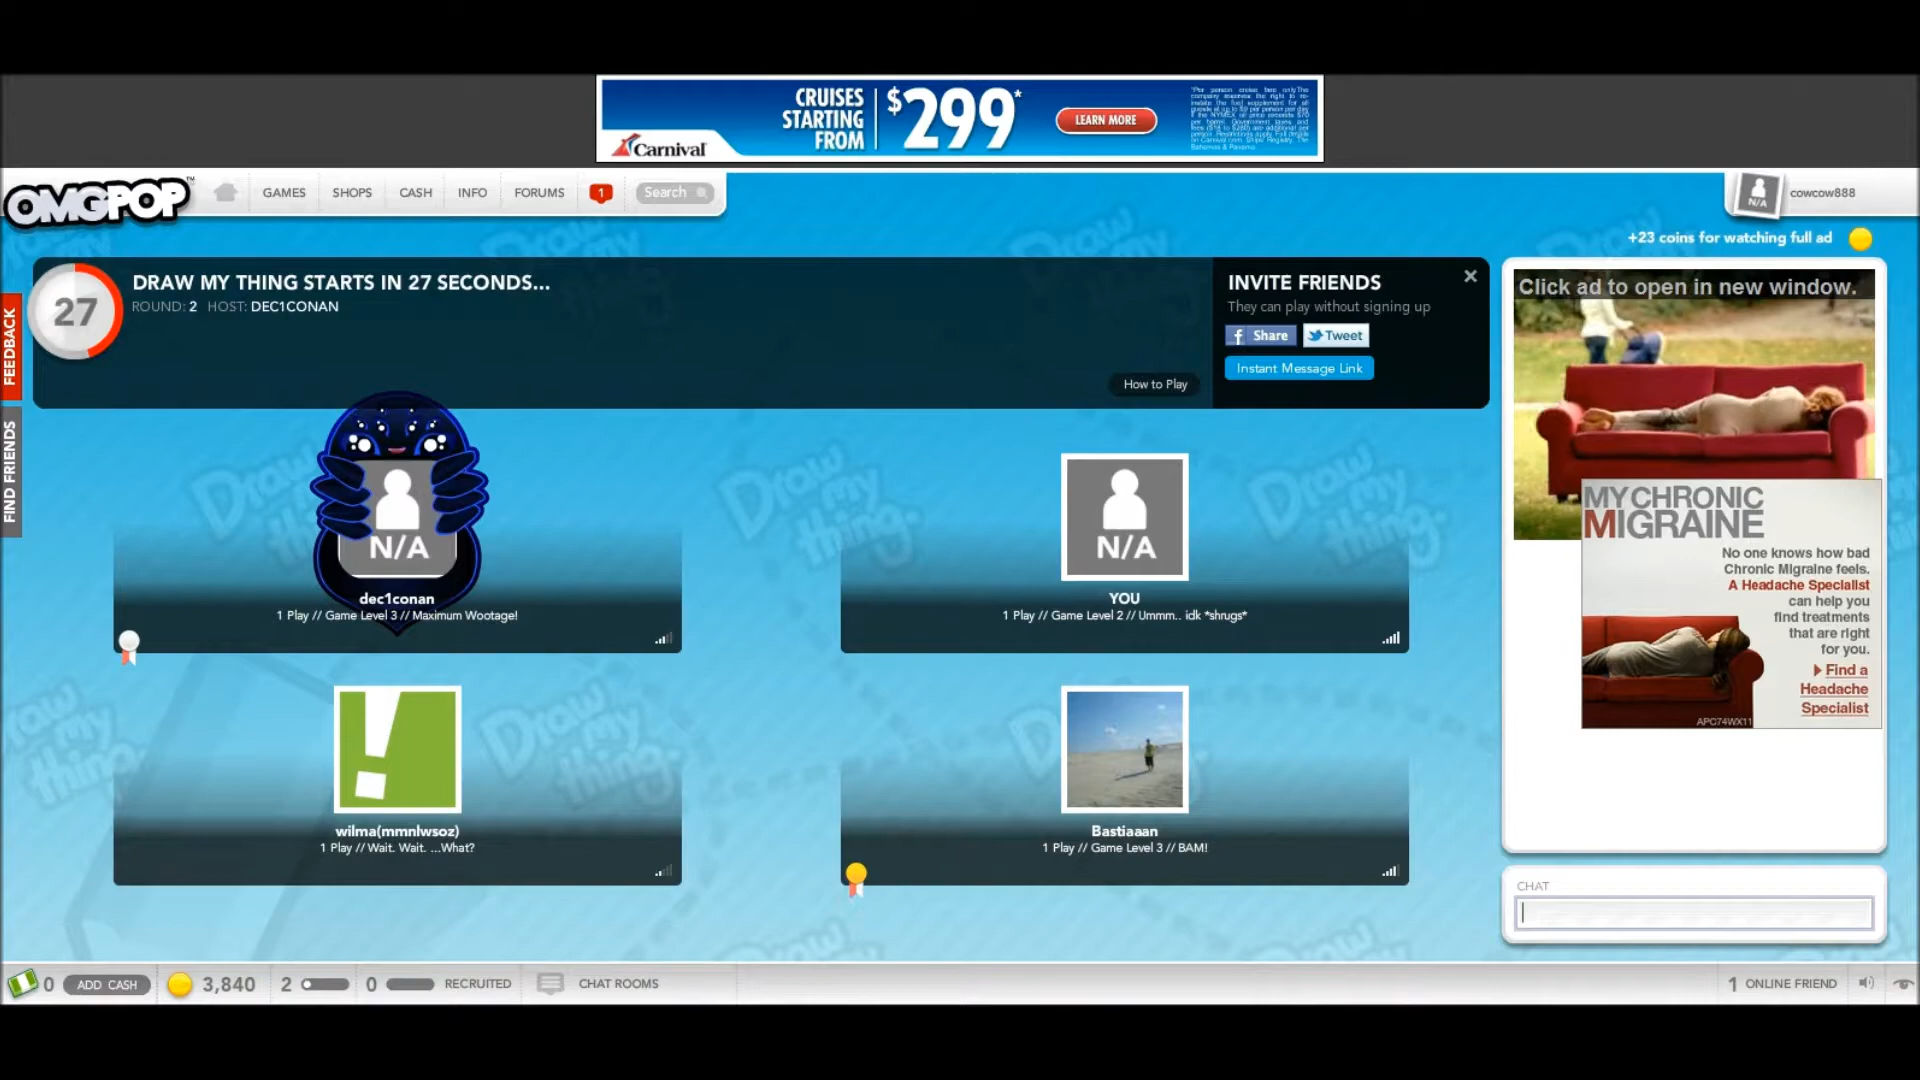 CRUISES
STARTING
FROM
$299*
LEARN MORE
Carnival
OMGPOP™
GAMES
SHOPS
CASH
INFO
FORUMS
1
Search
N/A
cowcow888
+23 coins for watching full ad
27
DRAW MY THING STARTS IN 27 SECONDS...
ROUND: 2 HOST: DEC1CONAN
How to Play
INVITE FRIENDS
They can play without signing up
Share
Tweet
Instant Message Link
FEEDBACK
FIND FRIENDS
N/A
dec1conan
1 Play // Game Level 3 // Maximum Wootage!
N/A
YOU
1 Play // Game Level 2 // Ummm.. idk *shrugs*
wilma(mmnlwsoz)
1 Play // Wait. Wait. ...What?
Bastiaaan
1 Play // Game Level 3 // BAM!
Click ad to open in new window.
MY CHRONIC
MIGRAINE
No one knows how bad
Chronic Migraine feels.
A Headache Specialist
can help you
find treatments
that are right
for you.
Find a
Headache
Specialist
APC74WX11
CHAT
0
ADD CASH
3,840
2
0
RECRUITED
CHAT ROOMS
1 ONLINE FRIEND
Draw my thing